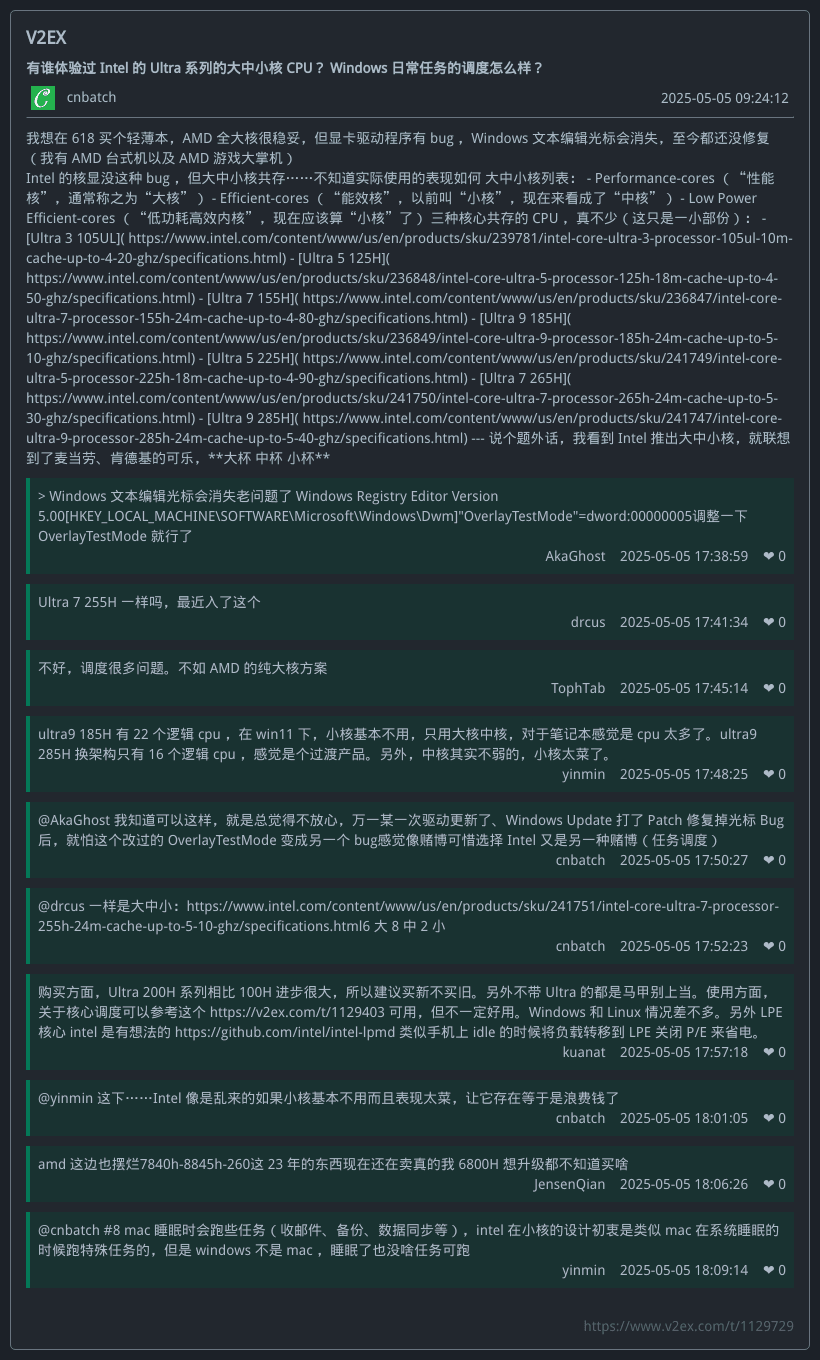 V2EX
有谁体验过 Intel 的 Ultra 系列的大中小核 CPU？ Windows 日常任务的调度怎么样？
cnbatch
2025-05-05 09:24:12
我想在 618 买个轻薄本，AMD 全大核很稳妥，但显卡驱动程序有 bug ，Windows 文本编辑光标会消失，至今都还没修复
（我有 AMD 台式机以及 AMD 游戏大掌机）
Intel 的核显没这种 bug ，但大中小核共存……不知道实际使用的表现如何 大中小核列表： - Performance-cores （ “性能
核”，通常称之为“大核” ） - Efficient-cores （ “能效核”，以前叫“小核”，现在来看成了“中核” ） - Low Power
Efficient-cores （ “低功耗高效内核”，现在应该算“小核”了） 三种核心共存的 CPU ，真不少（这只是一小部份）： -
[Ultra 3 105UL]( https://www.intel.com/content/www/us/en/products/sku/239781/intel-core-ultra-3-processor-105ul-10m-
cache-up-to-4-20-ghz/specifications.html) - [Ultra 5 125H](
https://www.intel.com/content/www/us/en/products/sku/236848/intel-core-ultra-5-processor-125h-18m-cache-up-to-4-
50-ghz/specifications.html) - [Ultra 7 155H]( https://www.intel.com/content/www/us/en/products/sku/236847/intel-core-
ultra-7-processor-155h-24m-cache-up-to-4-80-ghz/specifications.html) - [Ultra 9 185H](
https://www.intel.com/content/www/us/en/products/sku/236849/intel-core-ultra-9-processor-185h-24m-cache-up-to-5-
10-ghz/specifications.html) - [Ultra 5 225H]( https://www.intel.com/content/www/us/en/products/sku/241749/intel-core-
ultra-5-processor-225h-18m-cache-up-to-4-90-ghz/specifications.html) - [Ultra 7 265H](
https://www.intel.com/content/www/us/en/products/sku/241750/intel-core-ultra-7-processor-265h-24m-cache-up-to-5-
30-ghz/specifications.html) - [Ultra 9 285H]( https://www.intel.com/content/www/us/en/products/sku/241747/intel-core-
ultra-9-processor-285h-24m-cache-up-to-5-40-ghz/specifications.html) --- 说个题外话，我看到 Intel 推出大中小核，就联想
到了麦当劳、肯德基的可乐，**大杯 中杯 小杯**
> Windows 文本编辑光标会消失老问题了 Windows Registry Editor Version
5.00[HKEY_LOCAL_MACHINE\SOFTWARE\Microsoft\Windows\Dwm]"OverlayTestMode"=dword:00000005调整一下
OverlayTestMode 就行了
AkaGhost 2025-05-05 17:38:59 ❤ 0
Ultra 7 255H 一样吗，最近入了这个
drcus 2025-05-05 17:41:34 ❤ 0
不好，调度很多问题。不如 AMD 的纯大核方案
TophTab 2025-05-05 17:45:14 ❤ 0
ultra9 185H 有 22 个逻辑 cpu ，在 win11 下，小核基本不用，只用大核中核，对于笔记本感觉是 cpu 太多了。ultra9
285H 换架构只有 16 个逻辑 cpu ，感觉是个过渡产品。另外，中核其实不弱的，小核太菜了。
yinmin 2025-05-05 17:48:25 ❤ 0
@AkaGhost 我知道可以这样，就是总觉得不放心，万一某一次驱动更新了、Windows Update 打了 Patch 修复掉光标 Bug
后，就怕这个改过的 OverlayTestMode 变成另一个 bug感觉像赌博可惜选择 Intel 又是另一种赌博（任务调度）
cnbatch 2025-05-05 17:50:27 ❤ 0
@drcus 一样是大中小：https://www.intel.com/content/www/us/en/products/sku/241751/intel-core-ultra-7-processor-
255h-24m-cache-up-to-5-10-ghz/specifications.html6 大 8 中 2 小
cnbatch 2025-05-05 17:52:23 ❤ 0
购买方面，Ultra 200H 系列相比 100H 进步很大，所以建议买新不买旧。另外不带 Ultra 的都是马甲别上当。使用方面，
关于核心调度可以参考这个 https://v2ex.com/t/1129403 可用，但不一定好用。Windows 和 Linux 情况差不多。另外 LPE
核心 intel 是有想法的 https://github.com/intel/intel-lpmd 类似手机上 idle 的时候将负载转移到 LPE 关闭 P/E 来省电。
kuanat 2025-05-05 17:57:18 ❤ 0
@yinmin 这下……Intel 像是乱来的如果小核基本不用而且表现太菜，让它存在等于是浪费钱了
cnbatch 2025-05-05 18:01:05 ❤ 0
amd 这边也摆烂7840h-8845h-260这 23 年的东西现在还在卖真的我 6800H 想升级都不知道买啥
JensenQian 2025-05-05 18:06:26 ❤ 0
@cnbatch #8 mac 睡眠时会跑些任务（收邮件、备份、数据同步等），intel 在小核的设计初衷是类似 mac 在系统睡眠的
时候跑特殊任务的，但是 windows 不是 mac ，睡眠了也没啥任务可跑
yinmin 2025-05-05 18:09:14 ❤ 0
https://www.v2ex.com/t/1129729